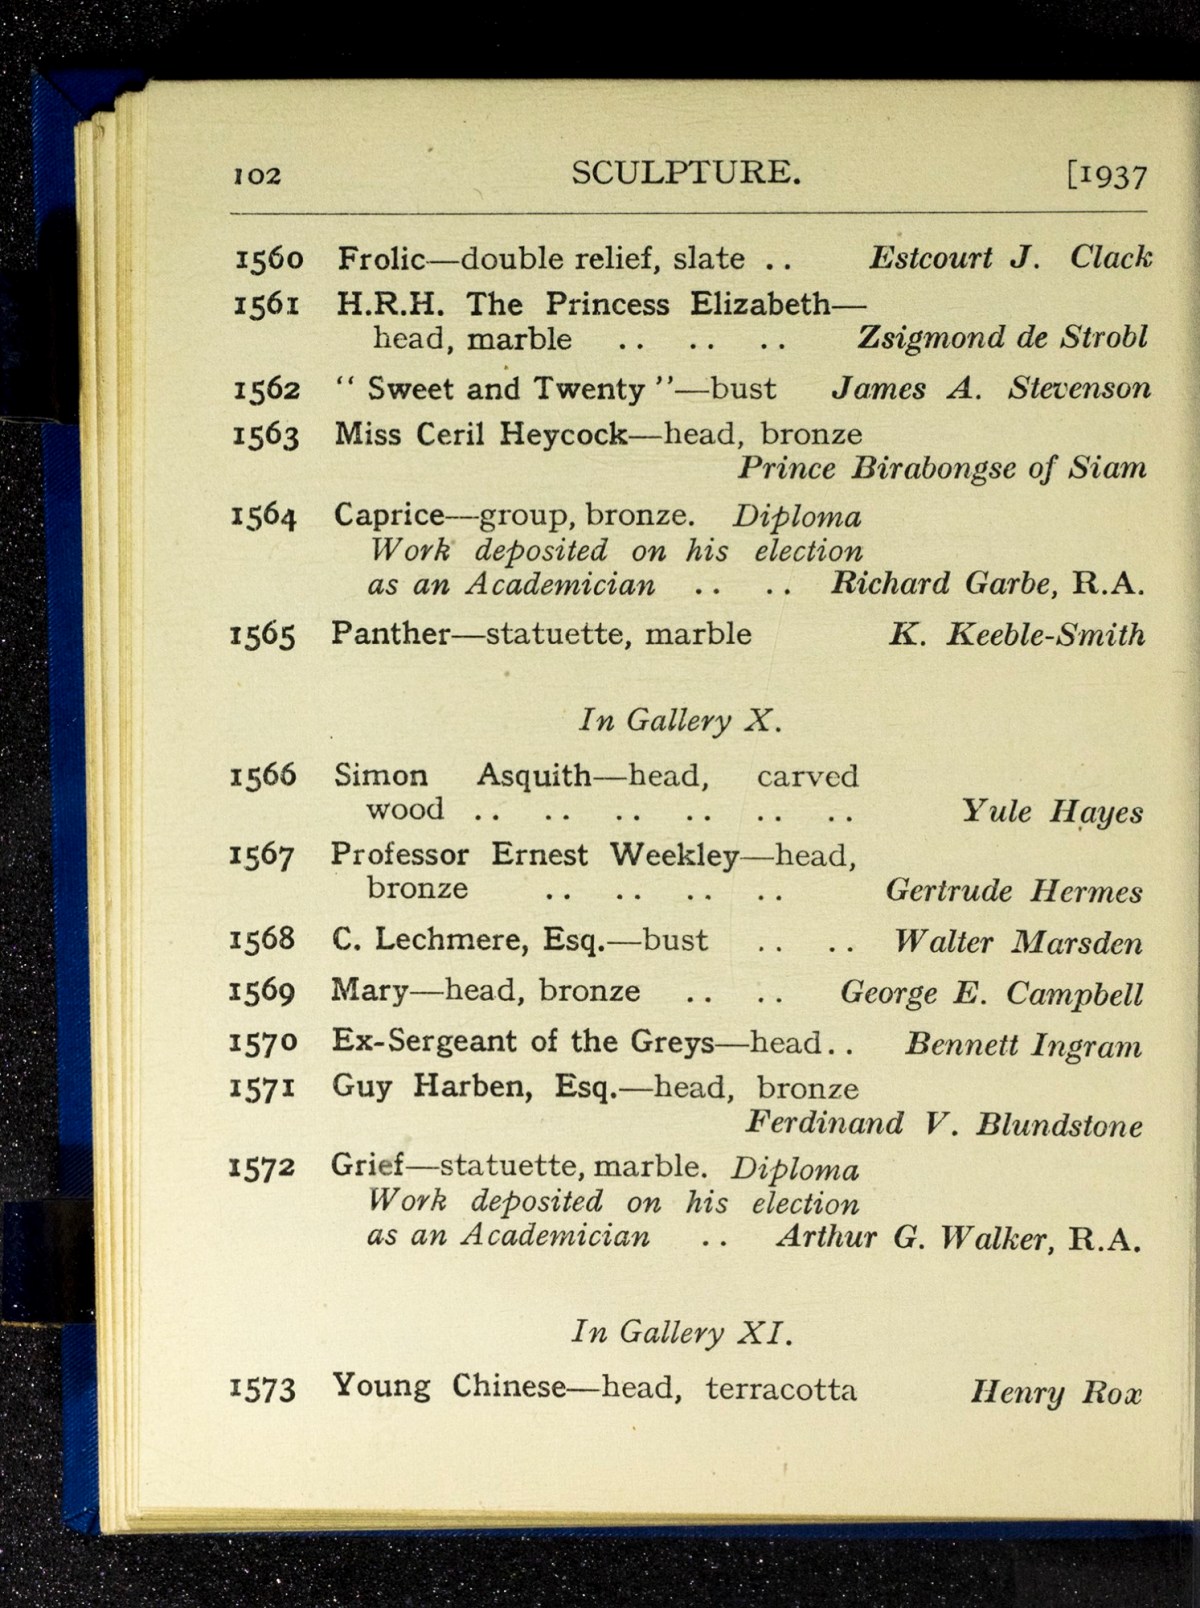 102 SCULPTURE. [1937
1560 Frolic—double relief, slate .. Estcourt J. Clack
1561 H.R.H. The Princess Elizabeth—
head, marble .. .. .. Zsigmond de Strobl
1562 “ Sweet and Twenty ”—bust James A. Stevenson
1563 Miss Ceril Heycock—head, bronze
Prince Birabongse of Siam
1564 Caprice—group, bronze. Diploma
Work deposited on his election
as an Academician .. .. Richard Garbe, R.A.
1565 Panther—statuette, marble K. Keeble-Smith
In Gallery X.
1566 Simon Asquith—head, carved
wood .. .. .. .. .. .. Yule Hayes
1567 Professor Ernest Weekley—head,
bronze .. .. .. .. Gertrude Hermes
1568 C. Lechmere, Esq.—bust .. .. Walter Marsden
1569 Mary—head, bronze .. .. George E. Campbell
1570 Ex-Sergeant of the Greys—head.. Bennett Ingram
1571 Guy Harben, Esq.—head, bronze
Ferdinand V. Blundstone
1572 Grief—statuette, marble. Diploma
Work deposited on his election
as an Academician .. Arthur G. Walker, R.A.
In Gallery XI.
1573 Young Chinese—head, terracotta Henry Rox